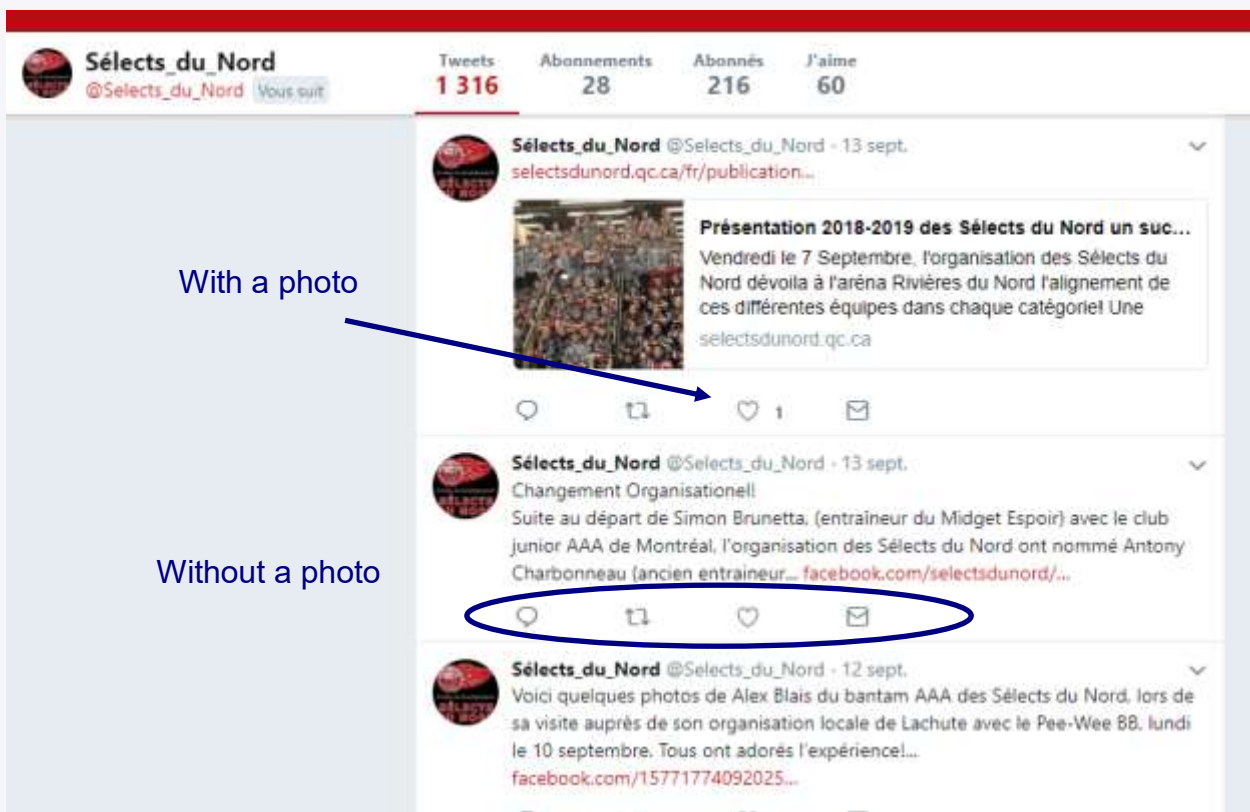 Sélects_du_Nord
@Selects_du_Nord Vous suit
Tweets Abonnements Abonnés J'aime
1 316 28 216 60
Sélects_du_Nord @Selects_du_Nord · 13 sept.
selectsdunord.qc.ca/fr/publication...
Présentation 2018-2019 des Sélects du Nord un suc...
Vendredi le 7 Septembre, l'organisation des Sélects du
Nord dévoila à l'aréna Rivières du Nord l'alignement de
ces différentes équipes dans chaque catégorie! Une
selectsdunord.qc.ca
With a photo
1
Sélects_du_Nord @Selects_du_Nord · 13 sept.
Changement Organisationel!
Suite au départ de Simon Brunetta, (entraîneur du Midget Espoir) avec le club
junior AAA de Montréal, l'organisation des Sélects du Nord ont nommé Antony
Charbonneau (ancien entraineur... facebook.com/selectsdunord/...
Without a photo
Sélects_du_Nord @Selects_du_Nord · 12 sept.
Voici quelques photos de Alex Blais du bantam AAA des Sélects du Nord, lors de
sa visite auprès de son organisation locale de Lachute avec le Pee-Wee BB, lundi
le 10 septembre. Tous ont adorés l'expérience!...
facebook.com/15771774092025...